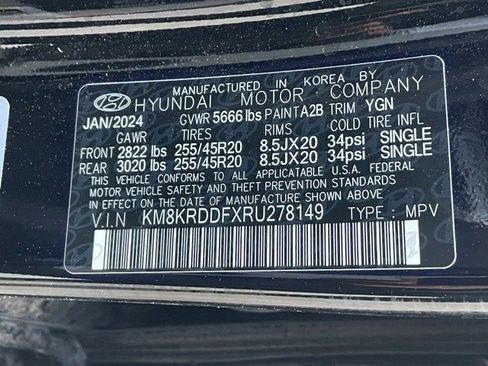 MANUFACTURED IN KOREA BY
HYUNDAI MOTOR COMPANY
JAN/2024 GVWR 5666 lbs PAINT A2B TRIM YGN
GAWR TIRES RIMS COLD TIRE INFL
FRONT 2822 lbs 255/45R20 8.5JX20 34psi SINGLE
REAR 3020 lbs 255/45R20 8.5JX20 34psi SINGLE
THIS VEHICLE CONFORMS TO ALL APPLICABLE U.S.A. FEDERAL
MOTOR VEHICLE SAFETY AND THEFT PREVENTION STANDARDS
IN EFFECT ON THE DATE OF MANUFACTURE SHOWN ABOVE.
V.I.N KM8KRDDFXRU278149 TYPE : MPV